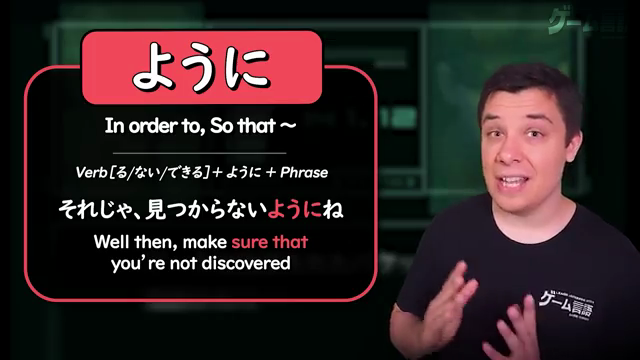 ように
In order to, So that ～
Verb［る/ない/できる］+ ように + Phrase
それじゃ、見つからないようにね
Well then, make sure that
you're not discovered
ゲーム言語
ゲーム言語